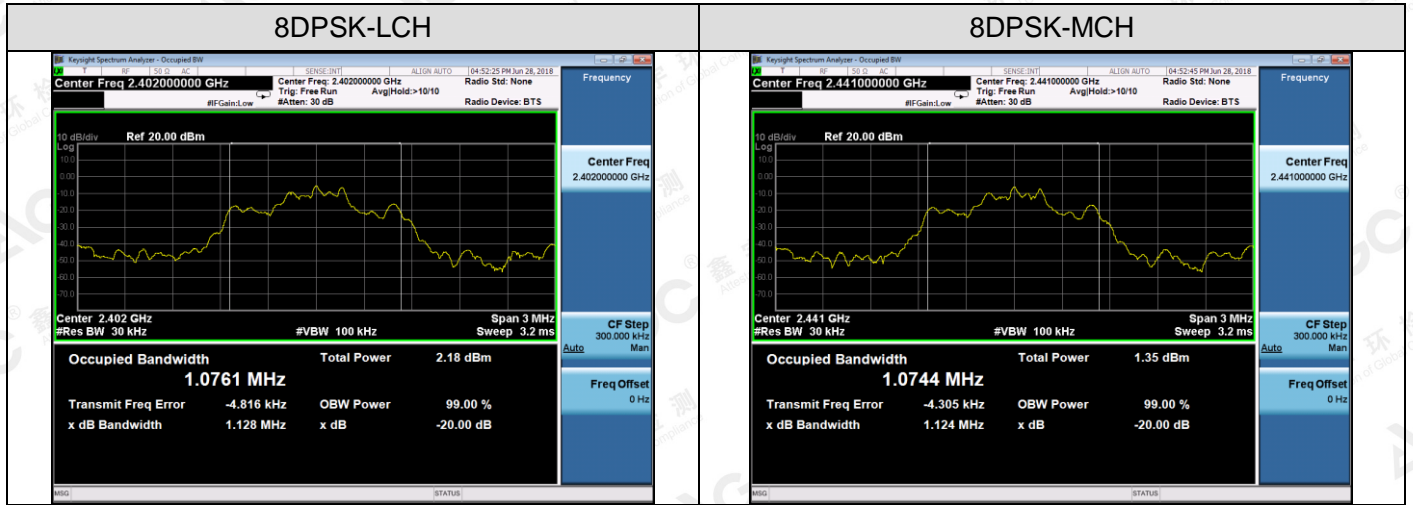 8DPSK-LCH
8DPSK-MCH
Keysight Spectrum Analyzer - Occupied BW
T RF 50 Ω AC SENSE:INT ALIGN AUTO 04:52:25 PM Jun 28, 2018
Center Freq 2.402000000 GHz
Center Freq: 2.402000000 GHz
Radio Std: None
Trig: Free Run Avg|Hold:>10/10
#IFGain:Low #Atten: 30 dB Radio Device: BTS
10 dB/div Ref 20.00 dBm
Log
10.0
0.00
-10.0
-20.0
-30.0
-40.0
-50.0
-60.0
-70.0
Center 2.402 GHz Span 3 MHz
#Res BW 30 kHz #VBW 100 kHz Sweep 3.2 ms
Occupied Bandwidth Total Power 2.18 dBm
1.0761 MHz
Transmit Freq Error -4.816 kHz OBW Power 99.00 %
x dB Bandwidth 1.128 MHz x dB -20.00 dB
MSG STATUS
Frequency
Center Freq
2.402000000 GHz
CF Step
300.000 kHz
Auto Man
Freq Offset
0 Hz
Keysight Spectrum Analyzer - Occupied BW
T RF 50 Ω AC SENSE:INT ALIGN AUTO 04:52:45 PM Jun 28, 2018
Center Freq 2.441000000 GHz
Center Freq: 2.441000000 GHz
Radio Std: None
Trig: Free Run Avg|Hold:>10/10
#IFGain:Low #Atten: 30 dB Radio Device: BTS
10 dB/div Ref 20.00 dBm
Log
10.0
0.00
-10.0
-20.0
-30.0
-40.0
-50.0
-60.0
-70.0
Center 2.441 GHz Span 3 MHz
#Res BW 30 kHz #VBW 100 kHz Sweep 3.2 ms
Occupied Bandwidth Total Power 1.35 dBm
1.0744 MHz
Transmit Freq Error -4.305 kHz OBW Power 99.00 %
x dB Bandwidth 1.124 MHz x dB -20.00 dB
MSG STATUS
Frequency
Center Freq
2.441000000 GHz
CF Step
300.000 kHz
Auto Man
Freq Offset
0 Hz